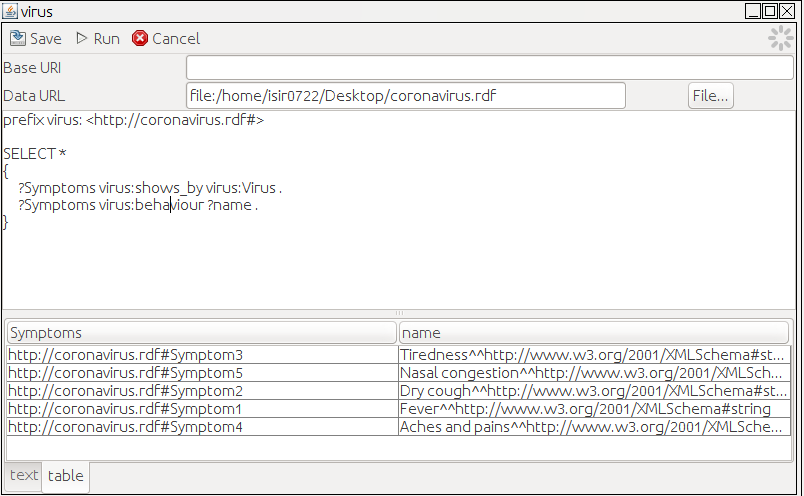 virus
Save Run Cancel
Base URI
Data URL file:/home/isir0722/Desktop/coronavirus.rdf File...
prefix virus: <http://coronavirus.rdf#>
SELECT *
{
?Symptoms virus:shows_by virus:Virus .
?Symptoms virus:behaviour ?name .
}
Symptoms name
http://coronavirus.rdf#Symptom3 Tiredness^^http://www.w3.org/2001/XMLSchema#st...
http://coronavirus.rdf#Symptom5 Nasal congestion^^http://www.w3.org/2001/XMLSch...
http://coronavirus.rdf#Symptom2 Dry cough^^http://www.w3.org/2001/XMLSchema#st...
http://coronavirus.rdf#Symptom1 Fever^^http://www.w3.org/2001/XMLSchema#string
http://coronavirus.rdf#Symptom4 Aches and pains^^http://www.w3.org/2001/XMLSche...
text table